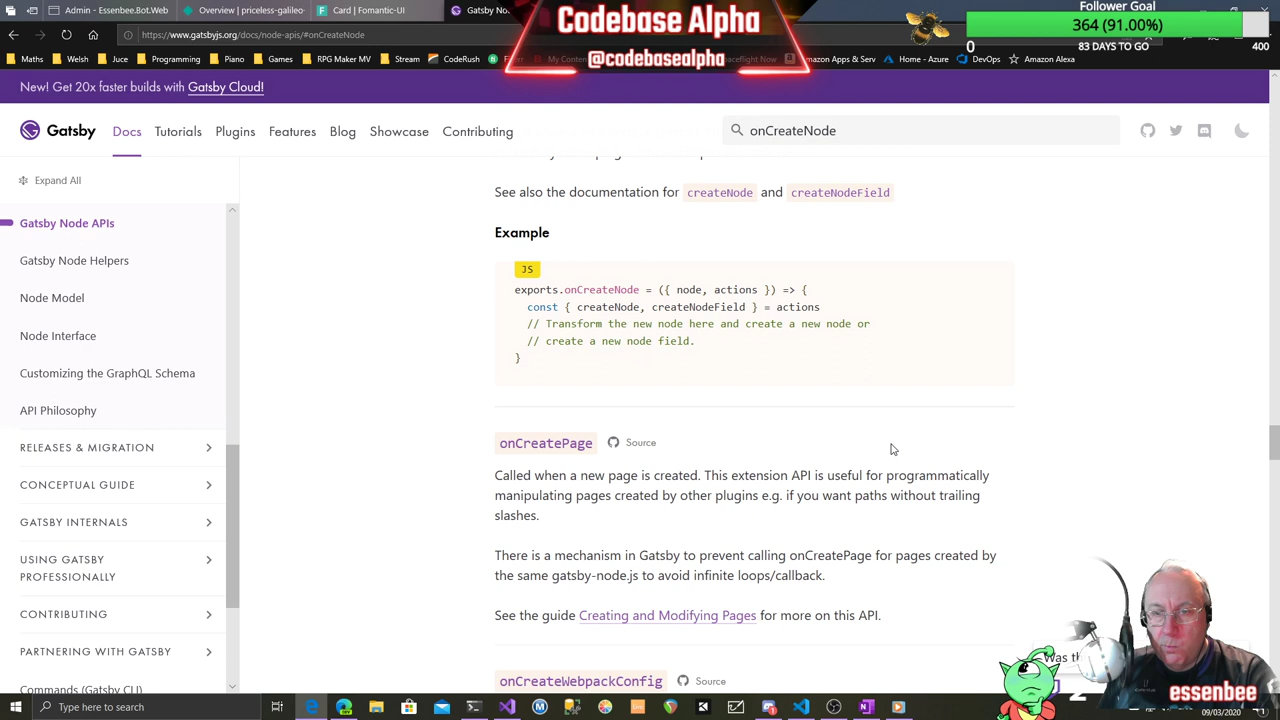 Essenbee.Bot.Web
Overview | priceless-galileo
Card | Fomantic-UI
Gatsby No
Codebase Alpha
@codebasealpha
Follower Goal
364 (91.00%)
0
83 DAYS TO GO
400
https://www.gatsbyjs.org/docs/node-apis/#onCreateNode
Maths
Welsh
Juce
Programming
Piano
Games
RPG Maker MV
Stream
CodeRush
My Conten
Amazon Apps & Serv
Home - Azure
DevOps
Amazon Alexa
New! Get 20x faster builds with Gatsby Cloud!
Gatsby
Docs
Tutorials
Plugins
Features
Blog
Showcase
Contributing
onCreateNode
Expand All
Gatsby Node APIs
Gatsby Node Helpers
Node Model
Node Interface
Customizing the GraphQL Schema
API Philosophy
RELEASES & MIGRATION
CONCEPTUAL GUIDE
GATSBY INTERNALS
USING GATSBY
PROFESSIONALLY
CONTRIBUTING
PARTNERING WITH GATSBY
Commands (Gatsby CLI)
See also the documentation for createNode and createNodeField
Example
JS
exports.onCreateNode = ({ node, actions }) => {
const { createNode, createNodeField } = actions
// Transform the new node here and create a new node or
// create a new node field.
}
onCreatePage Source
Called when a new page is created. This extension API is useful for programmatically
manipulating pages created by other plugins e.g. if you want paths without trailing
slashes.
There is a mechanism in Gatsby to prevent calling onCreatePage for pages created by
the same gatsby-node.js to avoid infinite loops/callback.
See the guide Creating and Modifying Pages for more on this API.
onCreateWebpackConfig Source
Was th
essenbee
Type here to search
09/03/2020